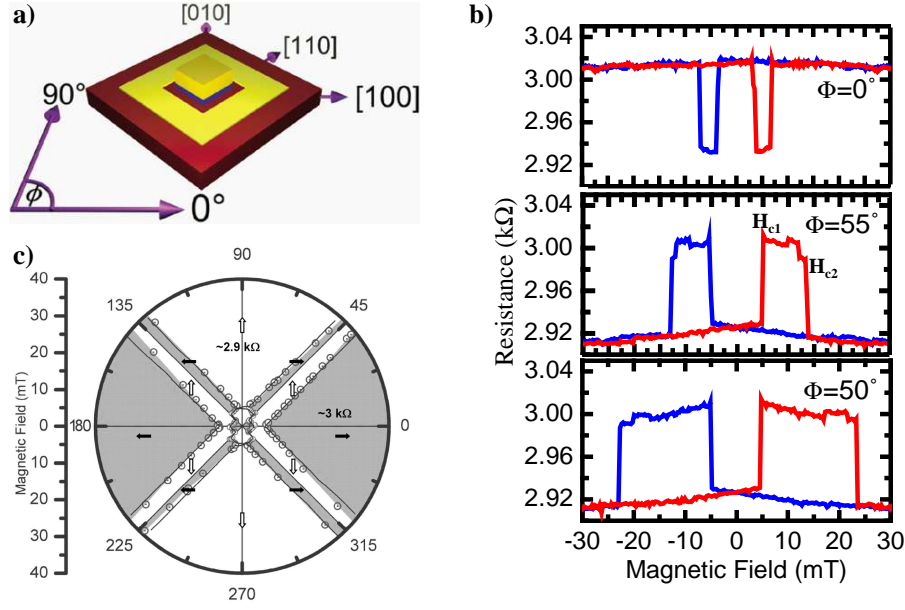 a)
[010]
[110]
[100]
90°
ϕ
0°
b)
Resistance (kΩ)
3.04
3.00
2.96
2.92
Φ=0°
3.04
3.00
2.96
2.92
H_c1
H_c2
Φ=55°
3.04
3.00
2.96
2.92
Φ=50°
-30 -20 -10 0 10 20 30
Magnetic Field (mT)
c)
Magnetic Field (mT)
40
30
20
10
0
10
20
30
40
90
135
45
~2.9 kΩ
~3 kΩ
180
0
225
315
270